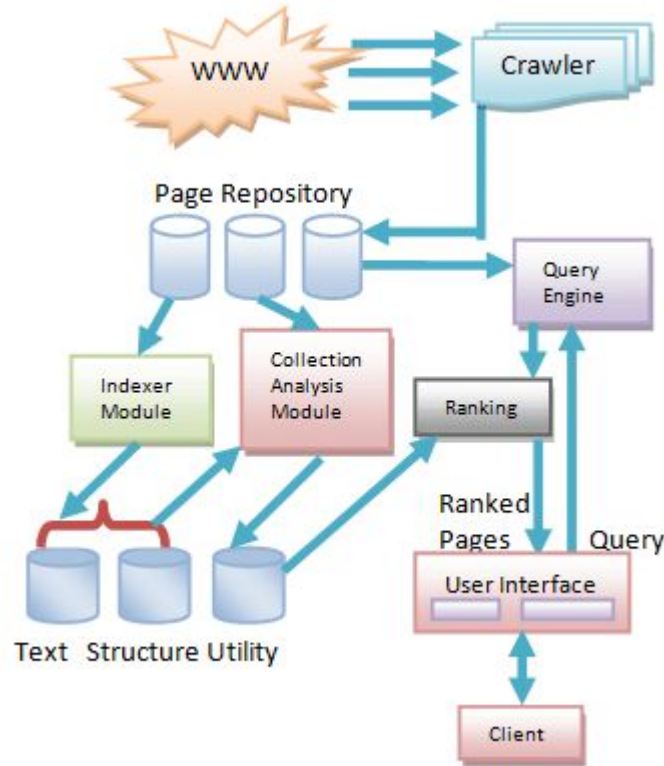 WWW
Crawler
Page Repository
Query
Engine
Indexer
Module
Collection
Analysis
Module
Ranking
Ranked
Pages
Query
User Interface
Text Structure Utility
Client